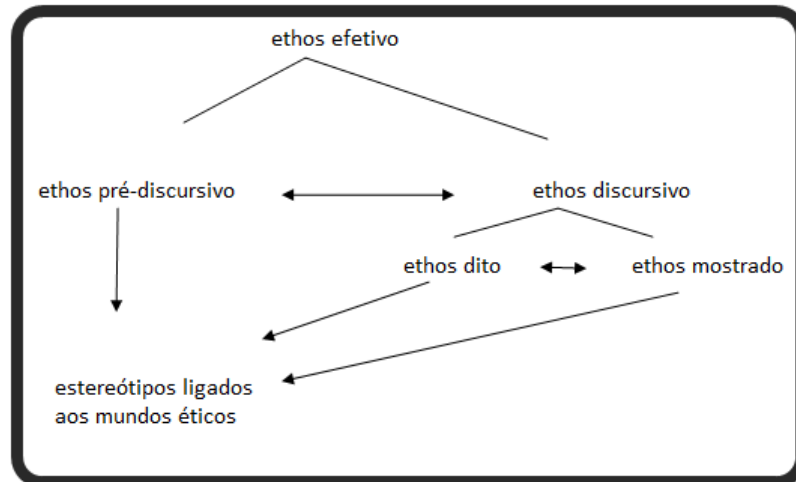 ethos efetivo
ethos pré-discursivo
ethos discursivo
ethos dito
ethos mostrado
estereótipos ligados
aos mundos éticos